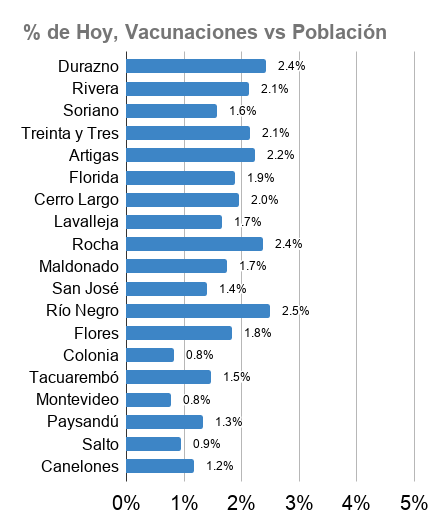 % de Hoy, Vacunaciones vs Población
Durazno 2.4%
Rivera 2.1%
Soriano 1.6%
Treinta y Tres 2.1%
Artigas 2.2%
Florida 1.9%
Cerro Largo 2.0%
Lavalleja 1.7%
Rocha 2.4%
Maldonado 1.7%
San José 1.4%
Río Negro 2.5%
Flores 1.8%
Colonia 0.8%
Tacuarembó 1.5%
Montevideo 0.8%
Paysandú 1.3%
Salto 0.9%
Canelones 1.2%
0% 1% 2% 3% 4% 5%